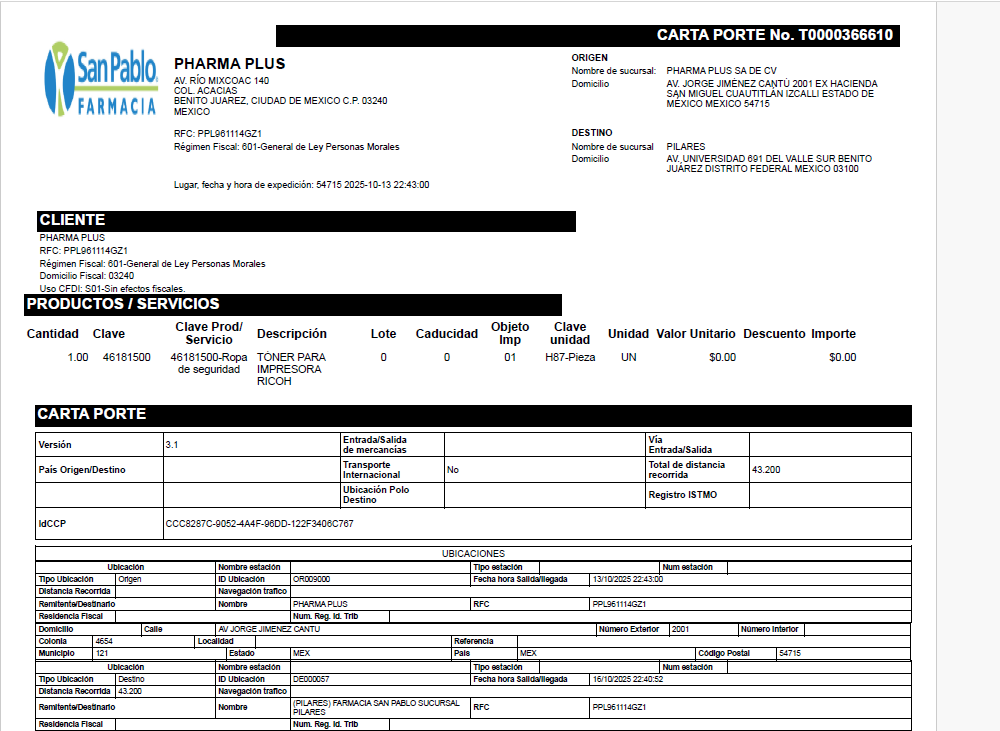 CARTA PORTE No. T0000366610
San Pablo
FARMACIA
PHARMA PLUS
AV. RÍO MIXCOAC 140
COL. ACACIAS
BENITO JUAREZ, CIUDAD DE MEXICO C.P. 03240
MEXICO
RFC: PPL961114GZ1
Régimen Fiscal: 601-General de Ley Personas Morales
Lugar, fecha y hora de expedición: 54715 2025-10-13 22:43:00
ORIGEN
Nombre de sucursal: PHARMA PLUS SA DE CV
Domicilio AV. JORGE JIMÉNEZ CANTÚ 2001 EX HACIENDA
SAN MIGUEL CUAUTITLÁN IZCALLI ESTADO DE
MÉXICO MEXICO 54715
DESTINO
Nombre de sucursal PILARES
Domicilio AV. UNIVERSIDAD 691 DEL VALLE SUR BENITO
JUÁREZ DISTRITO FEDERAL MEXICO 03100
CLIENTE
PHARMA PLUS
RFC: PPL961114GZ1
Régimen Fiscal: 601-General de Ley Personas Morales
Domicilio Fiscal: 03240
Uso CFDI: S01-Sin efectos fiscales.
PRODUCTOS / SERVICIOS
Cantidad Clave Clave Prod/ Servicio Descripción Lote Caducidad Objeto Imp Clave unidad Unidad Valor Unitario Descuento Importe
1.00 46181500 46181500-Ropa TÓNER PARA 0 0 01 H87-Pieza UN $0.00 $0.00
de seguridad IMPRESORA
RICOH
CARTA PORTE
Versión 3.1 Entrada/Salida de mercancías Vía Entrada/Salida
País Origen/Destino Transporte Internacional No Total de distancia recorrida 43.200
Ubicación Polo Destino Registro ISTMO
IdCCP CCC8287C-9052-4A4F-96DD-122F3406C767
UBICACIONES
Ubicación Nombre estación Tipo estación Num estación
Tipo Ubicación Origen ID Ubicación OR009000 Fecha hora Salida/llegada 13/10/2025 22:43:00
Distancia Recorrida Navegación trafico
Remitente/Destinario Nombre PHARMA PLUS RFC PPL961114GZ1
Residencia Fiscal Num. Reg. Id. Trib
Domicilio Calle AV JORGE JIMENEZ CANTU Número Exterior 2001 Número Interior
Colonia 4654 Localidad Referencia
Municipio 121 Estado MEX Pais MEX Código Postal 54715
Ubicación Nombre estación Tipo estación Num estación
Tipo Ubicación Destino ID Ubicación DE000057 Fecha hora Salida/llegada 16/10/2025 22:40:52
Distancia Recorrida 43.200 Navegación trafico
Remitente/Destinario Nombre (PILARES) FARMACIA SAN PABLO SUCURSAL PILARES RFC PPL961114GZ1
Residencia Fiscal Num. Reg. Id. Trib